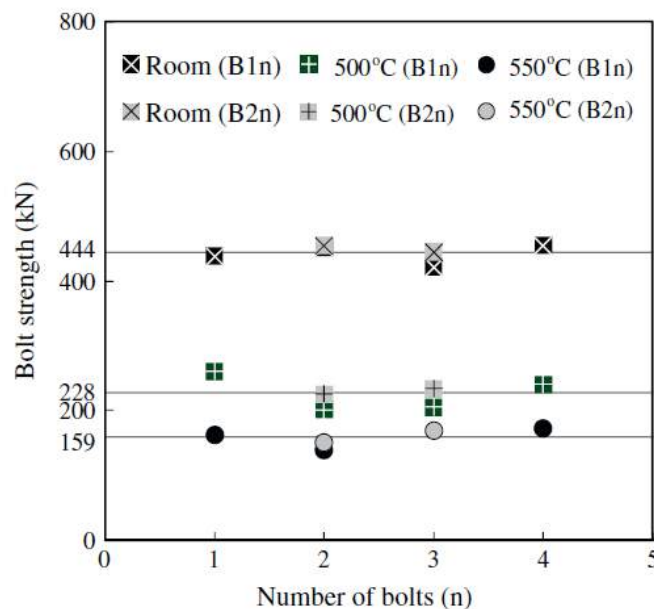 800
Room (B1n) 500°C (B1n) 550°C (B1n)
Room (B2n) 500°C (B2n) 550°C (B2n)
600
444
400
228
200
159
0
0 1 2 3 4 5
Bolt strength (kN)
Number of bolts (n)